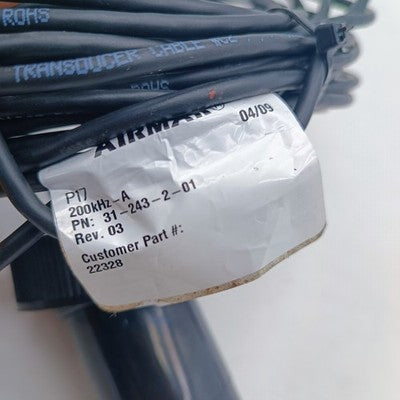 ROHS
TRANSDUCER CABLE
ROHS
AIRMAR®
04/09
P17
200kHz-A
PN: 31-243-2-01
Rev. 03
Customer Part #:
22328